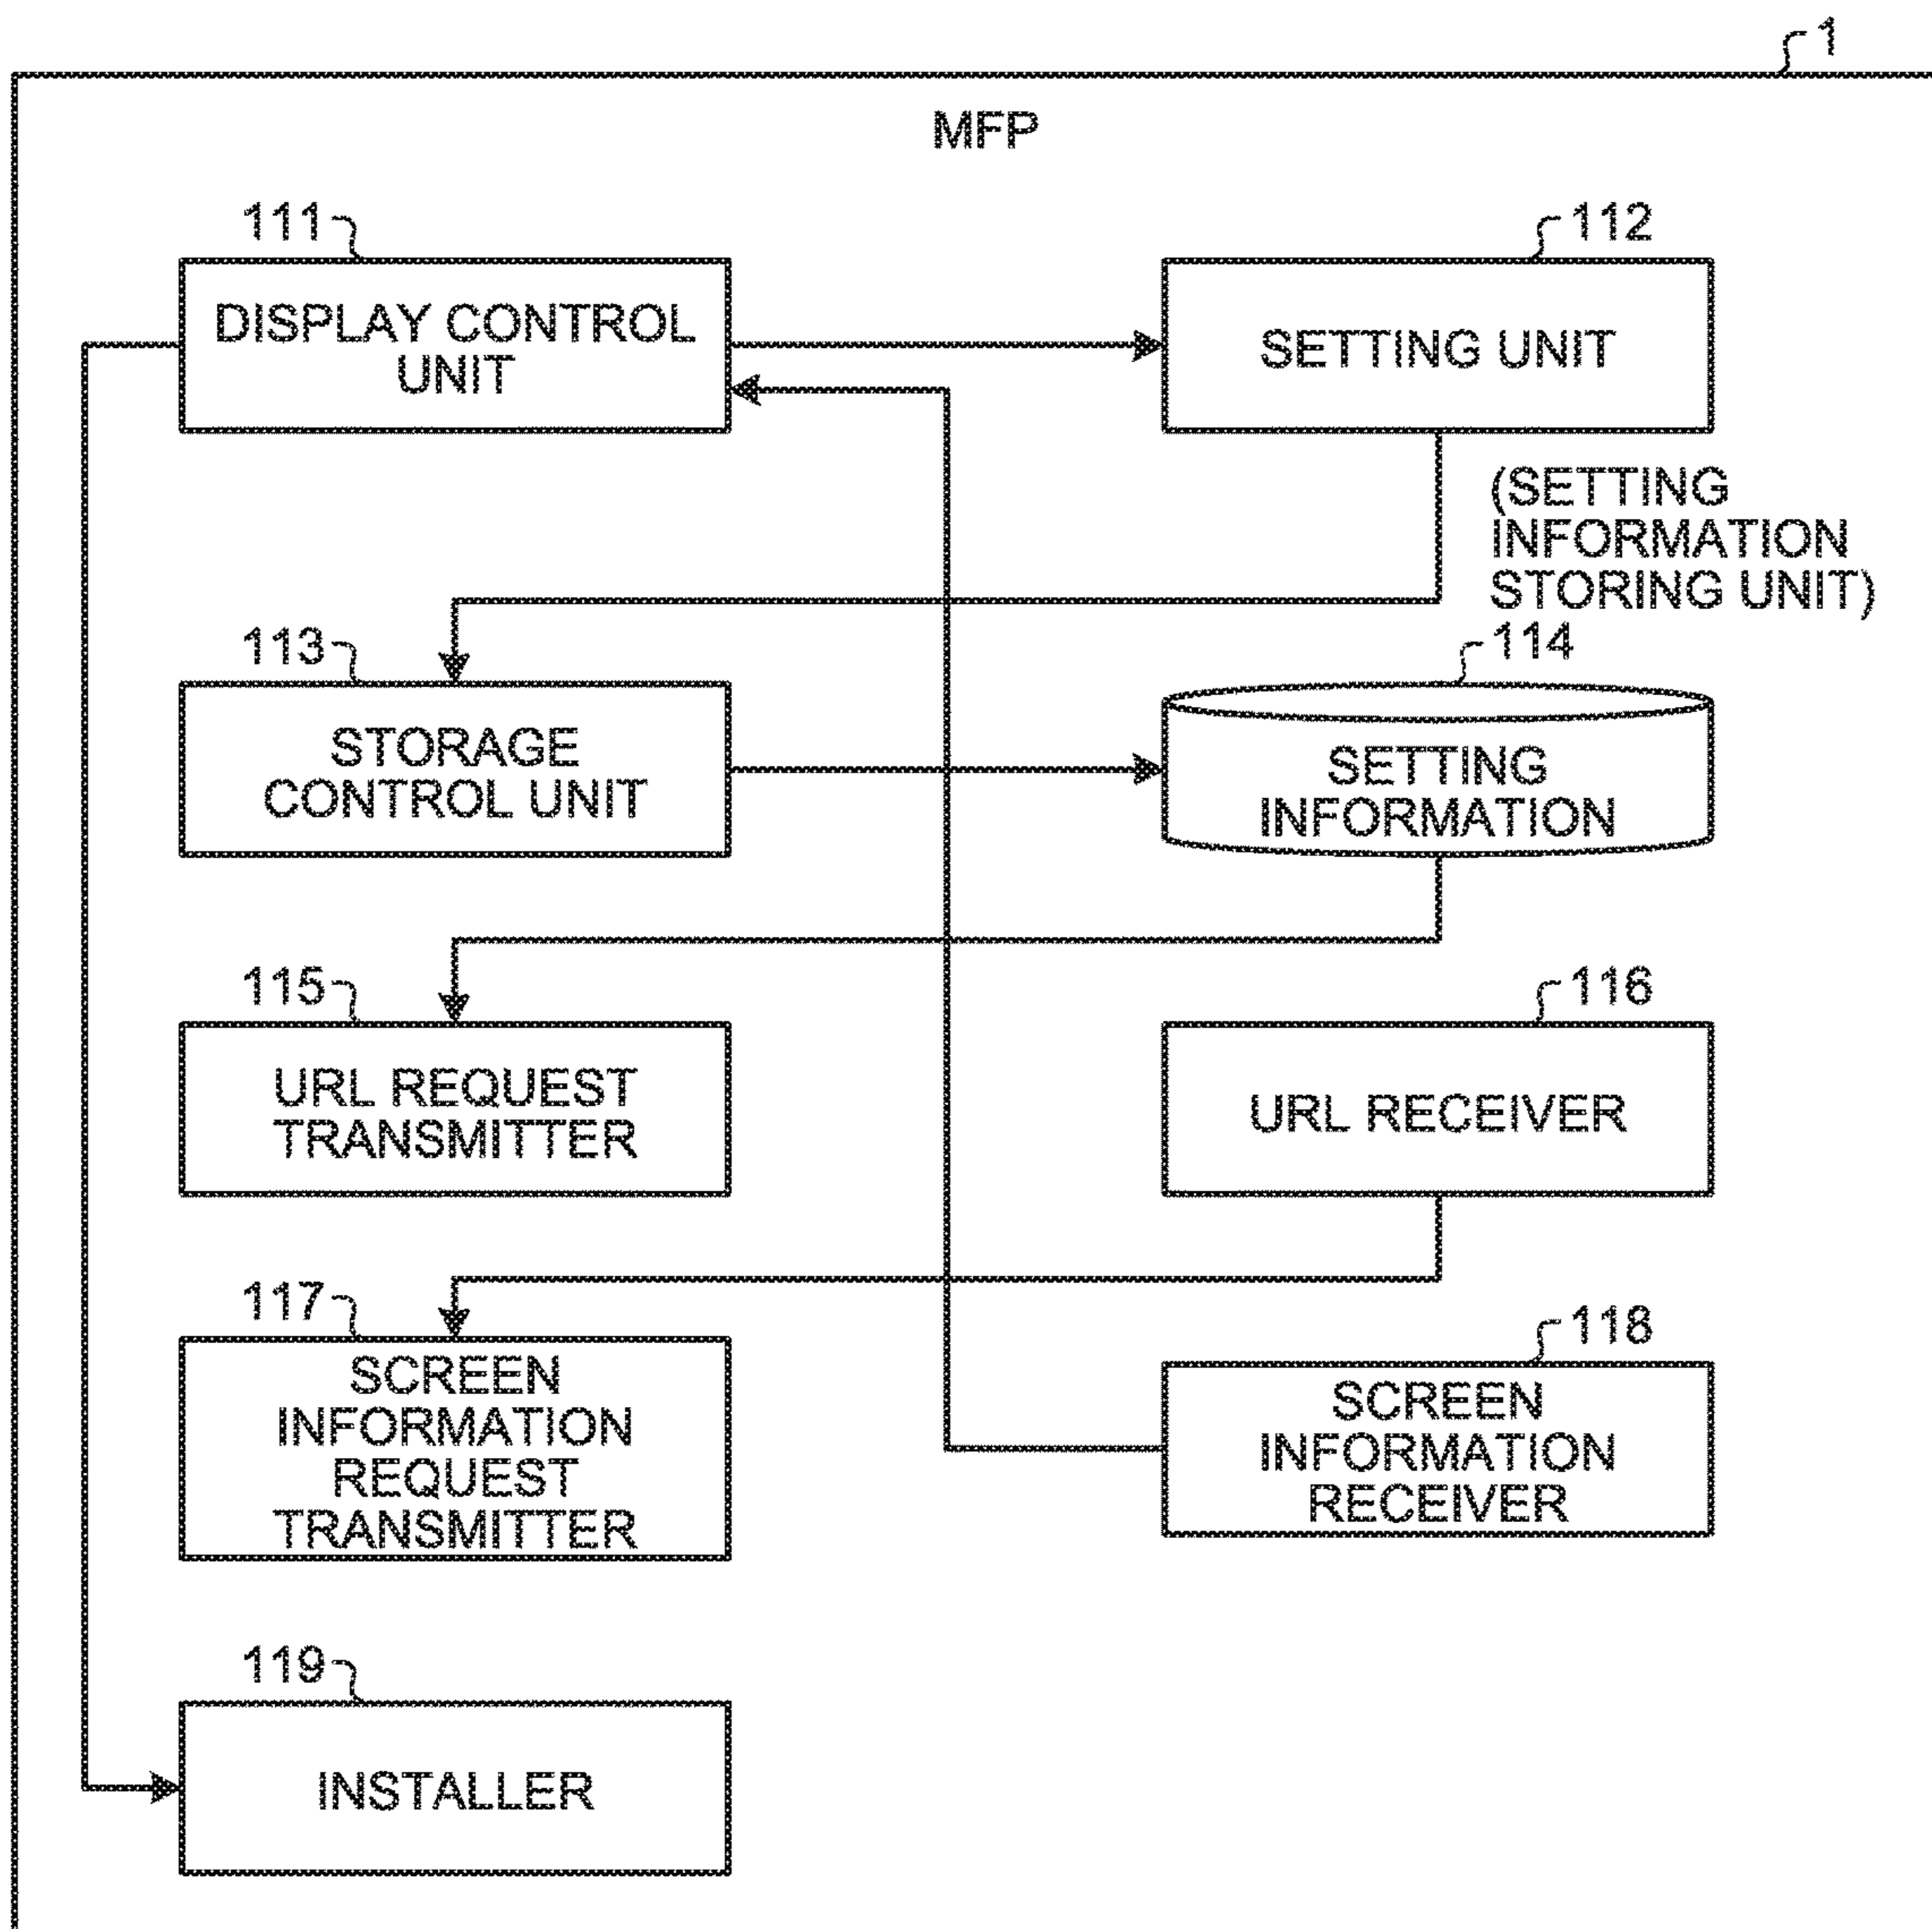 1
MFP
111
112
DISPLAY CONTROL
UNIT
SETTING UNIT
(SETTING
INFORMATION
STORING UNIT)
113
114
STORAGE
CONTROL UNIT
SETTING
INFORMATION
115
116
URL REQUEST
TRANSMITTER
URL RECEIVER
117
118
SCREEN
INFORMATION
REQUEST
TRANSMITTER
SCREEN
INFORMATION
RECEIVER
119
INSTALLER